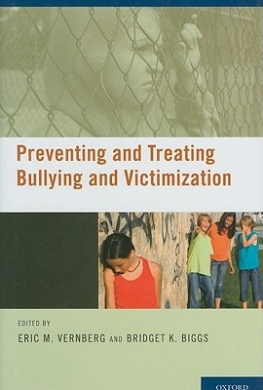 Preventing and Treating
Bullying and Victimization
EDITED BY
ERIC M. VERNBERG AND BRIDGET K. BIGGS
OXFORD